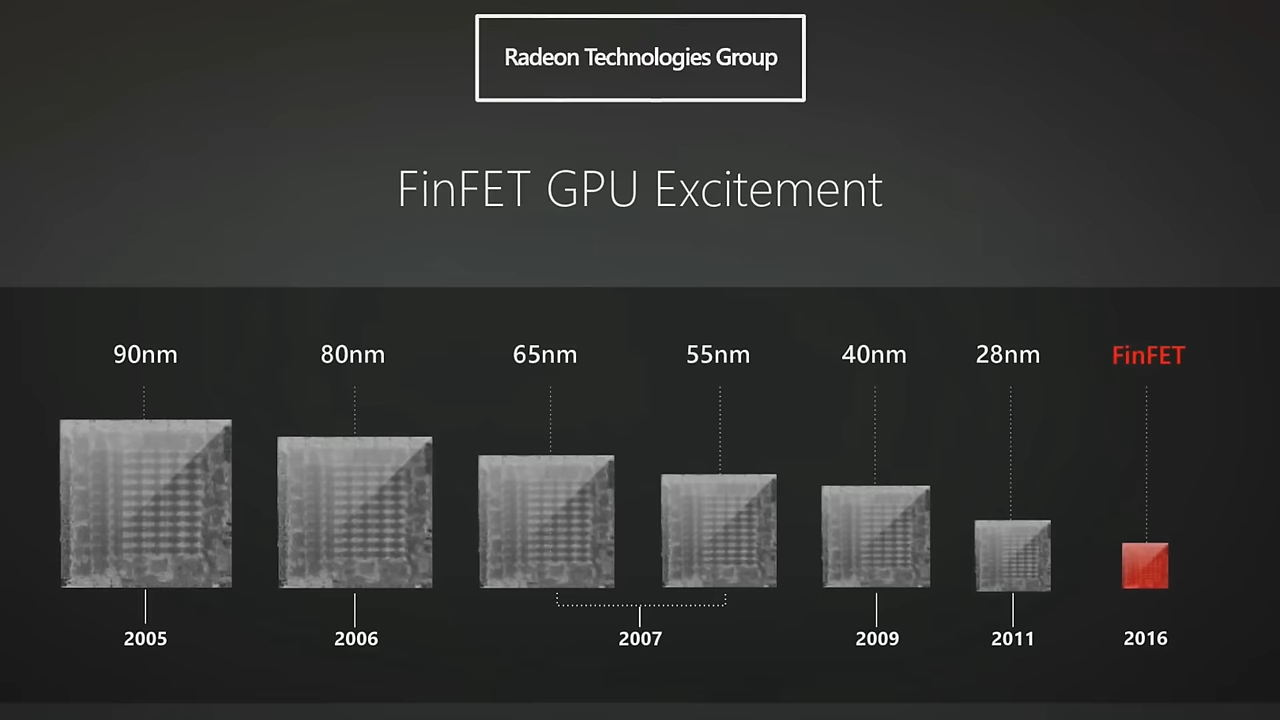 Radeon Technologies Group
FinFET GPU Excitement
90nm 80nm 65nm 55nm 40nm 28nm FinFET
2005 2006 2007 2009 2011 2016